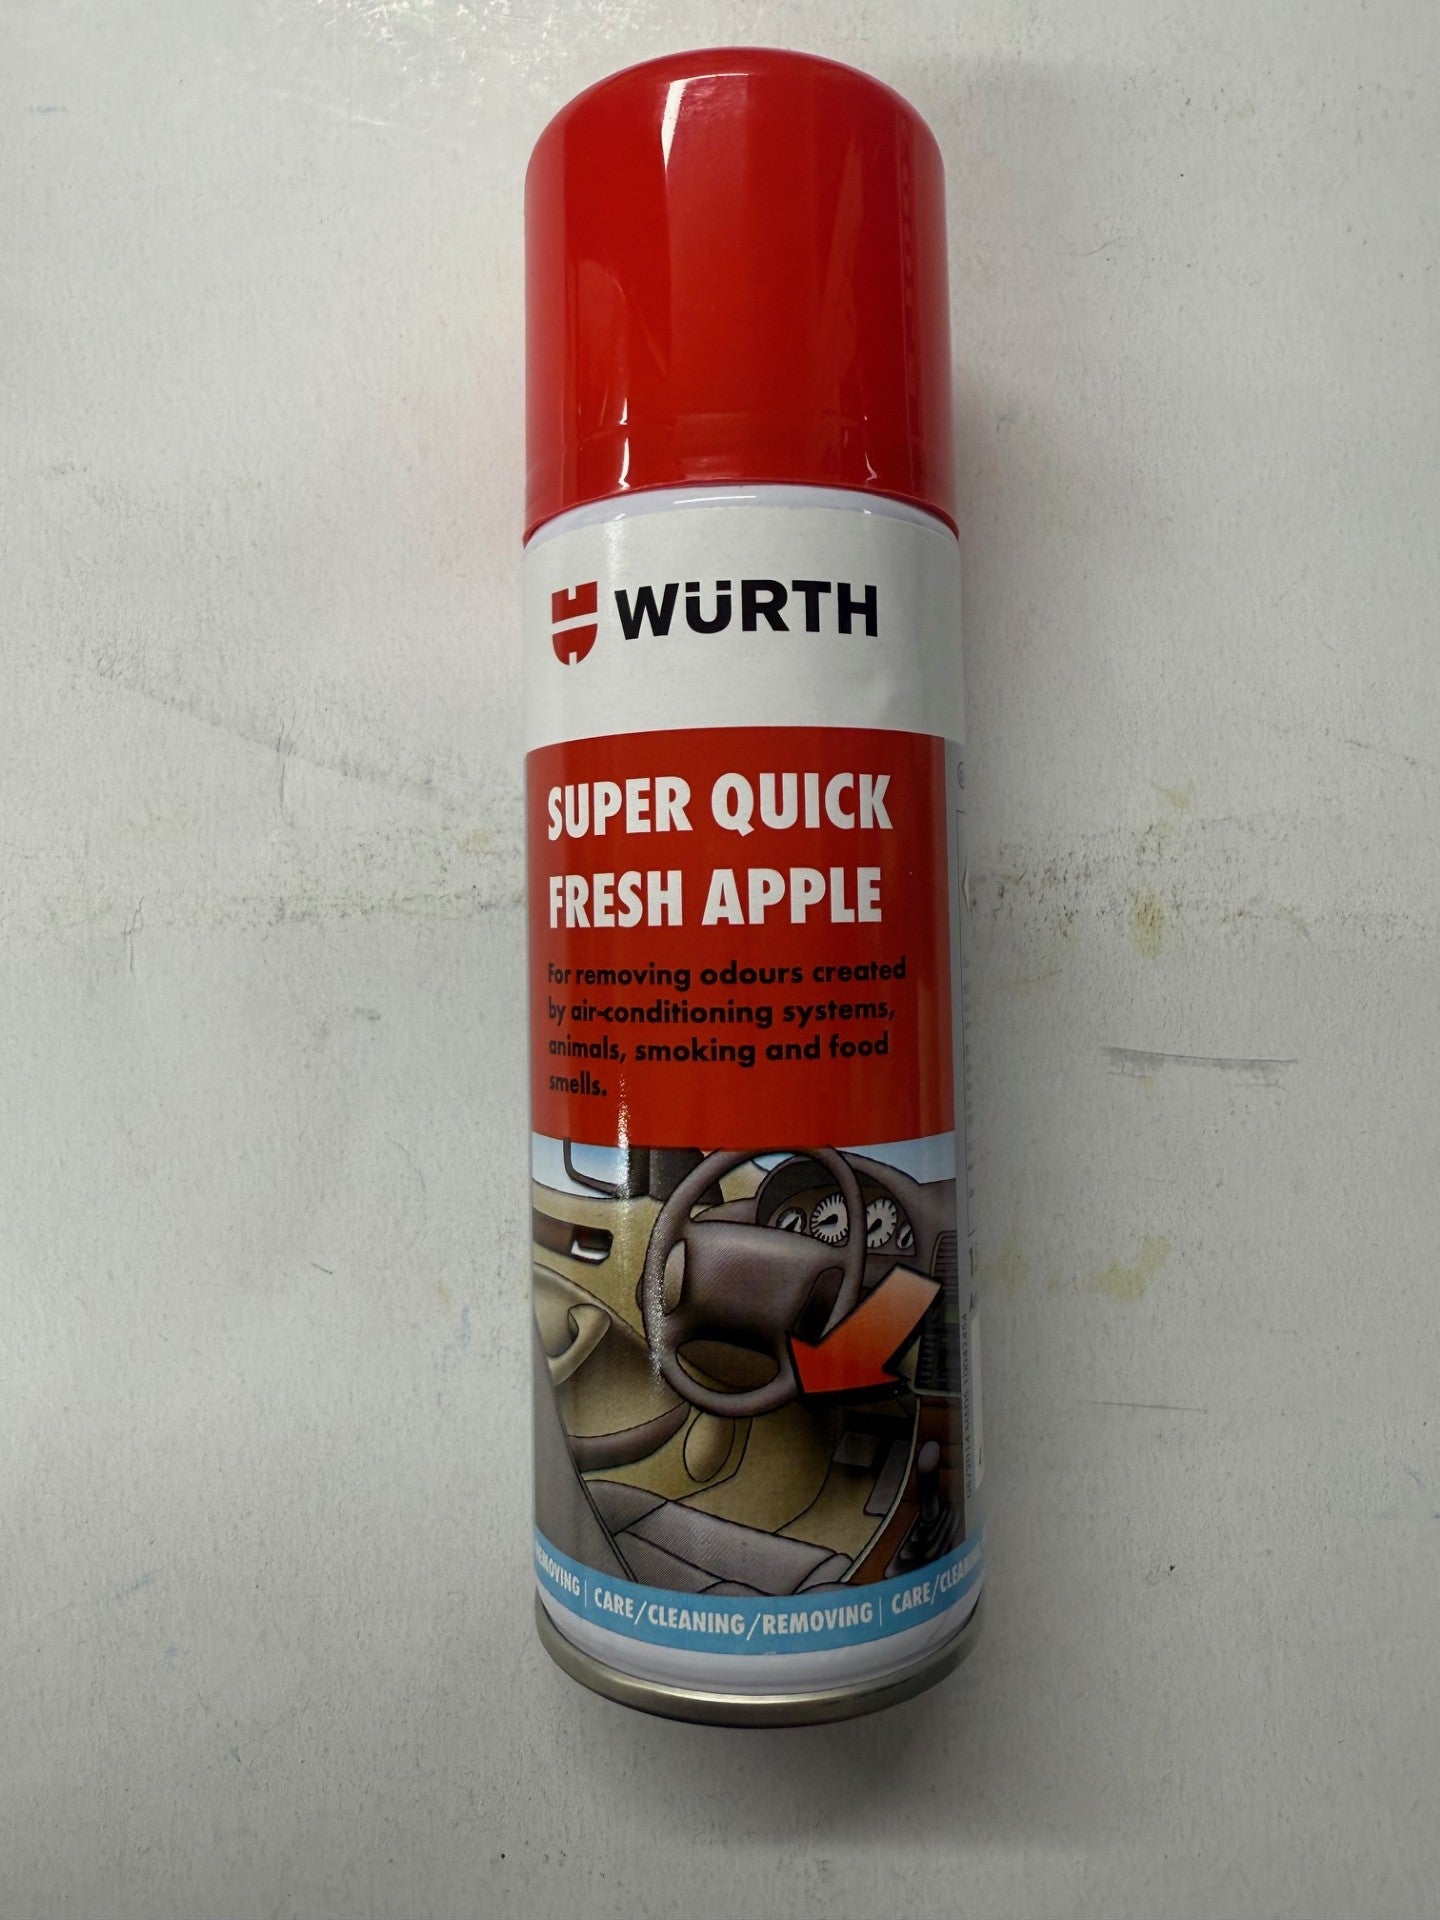 WÜRTH
SUPER QUICK
FRESH APPLE
For removing odours created
by air-conditioning systems,
animals, smoking and food
smells.
REMOVING | CARE/CLEANING/REMOVING | CARE/CLEANING